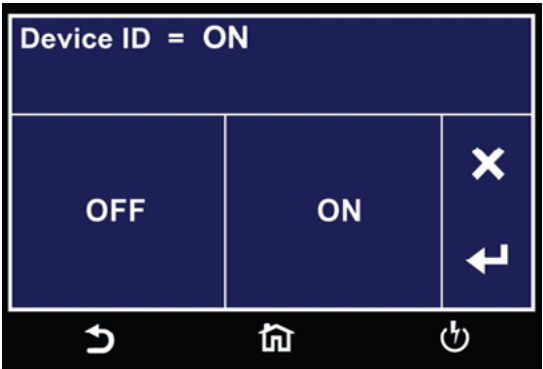 Device ID = ON
OFF
ON